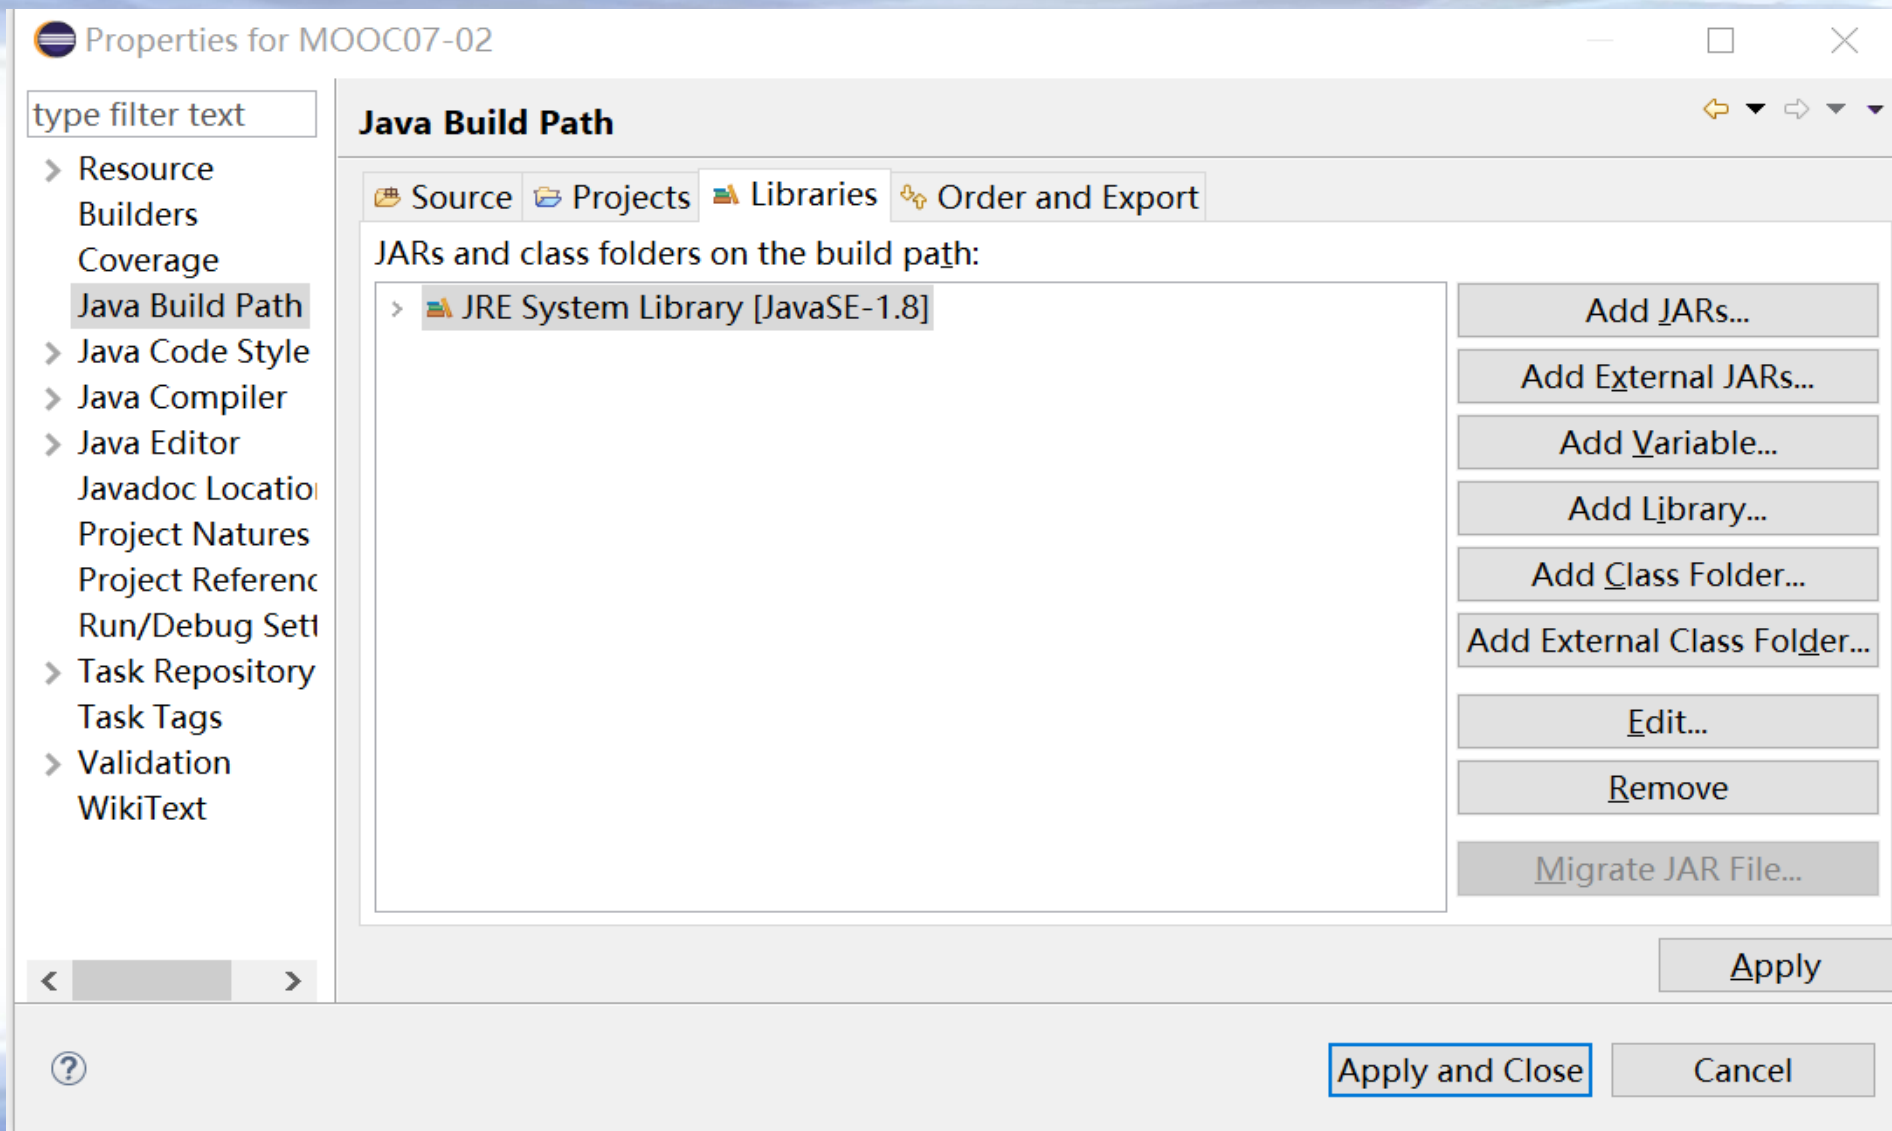 Properties for MOOC07-02
type filter text
Resource
Builders
Coverage
Java Build Path
Java Code Style
Java Compiler
Java Editor
Javadoc Locatio
Project Natures
Project Referenc
Run/Debug Sett
Task Repository
Task Tags
Validation
WikiText
Java Build Path
Source Projects Libraries Order and Export
JARs and class folders on the build path:
JRE System Library [JavaSE-1.8]
Add JARs...
Add External JARs...
Add Variable...
Add Library...
Add Class Folder...
Add External Class Folder...
Edit...
Remove
Migrate JAR File...
Apply
?
Apply and Close Cancel